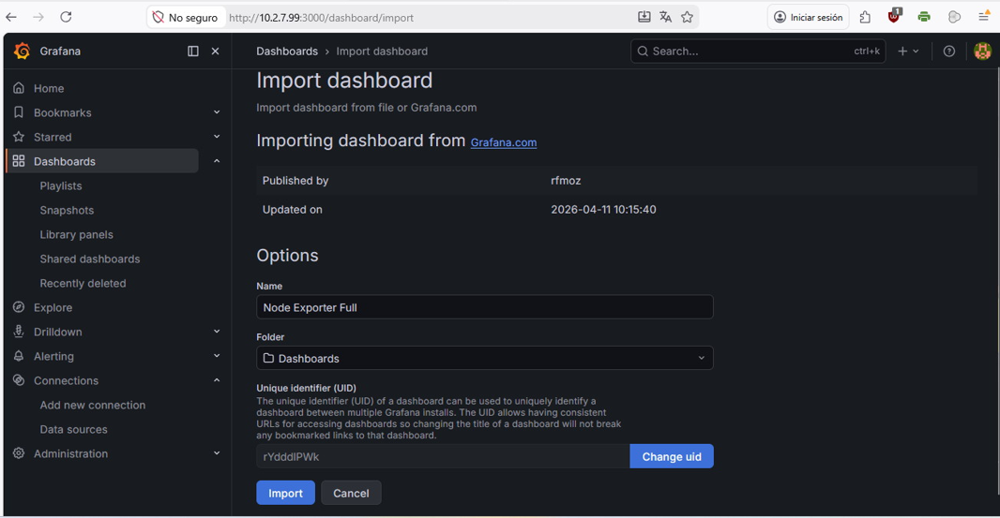 No seguro
http://10.2.7.99:3000/dashboard/import
Iniciar sesión
1
Grafana
Dashboards › Import dashboard
Search...
ctrl+k
Home
Bookmarks
Starred
Dashboards
Playlists
Snapshots
Library panels
Shared dashboards
Recently deleted
Explore
Drilldown
Alerting
Connections
Add new connection
Data sources
Administration
Import dashboard
Import dashboard from file or Grafana.com
Importing dashboard from Grafana.com
Published by rfmoz
Updated on 2026-04-11 10:15:40
Options
Name
Node Exporter Full
Folder
Dashboards
Unique identifier (UID)
The unique identifier (UID) of a dashboard can be used to uniquely identify a
dashboard between multiple Grafana installs. The UID allows having consistent
URLs for accessing dashboards so changing the title of a dashboard will not break
any bookmarked links to that dashboard.
rYdddlPWk
Change uid
Import
Cancel